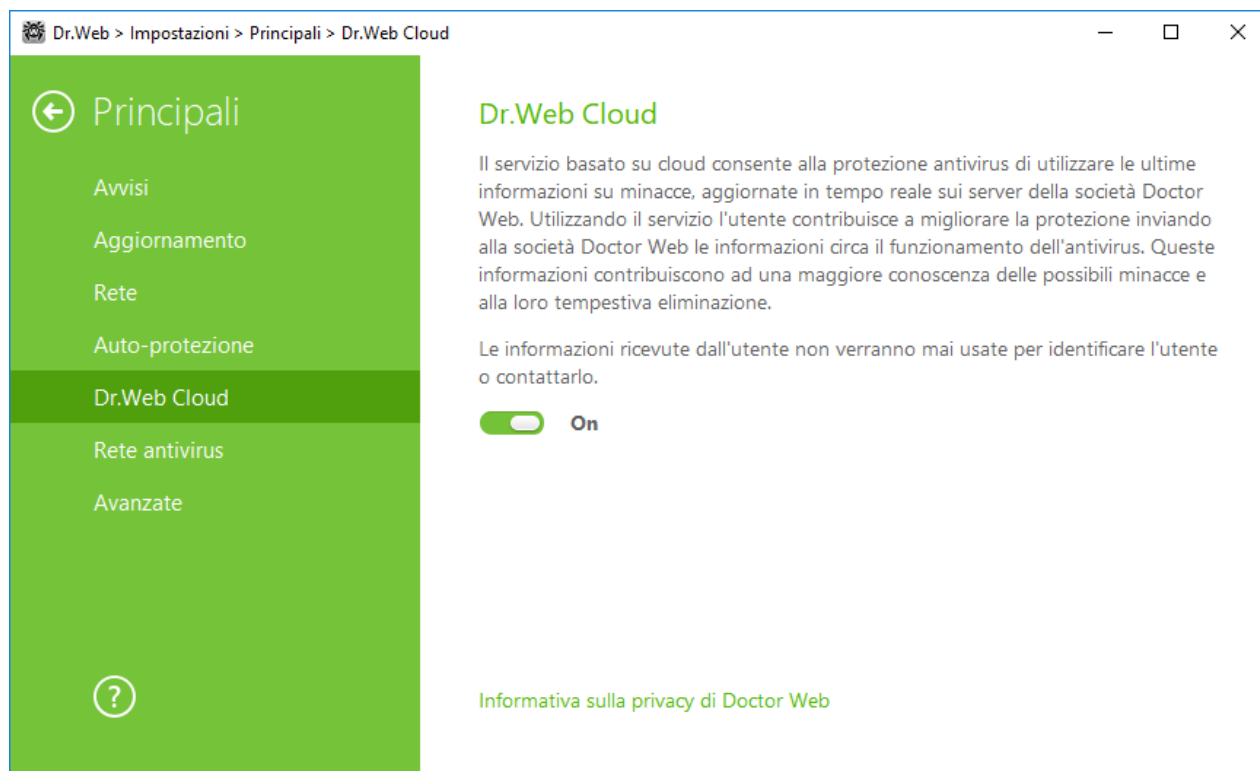 Dr.Web > Impostazioni > Principali > Dr.Web Cloud
Principali
Avvisi
Aggiornamento
Rete
Auto-protezione
Dr.Web Cloud
Rete antivirus
Avanzate
?
Dr.Web Cloud
Il servizio basato su cloud consente alla protezione antivirus di utilizzare le ultime
informazioni su minacce, aggiornate in tempo reale sui server della società Doctor
Web. Utilizzando il servizio l'utente contribuisce a migliorare la protezione inviando
alla società Doctor Web le informazioni circa il funzionamento dell'antivirus. Queste
informazioni contribuiscono ad una maggiore conoscenza delle possibili minacce e
alla loro tempestiva eliminazione.
Le informazioni ricevute dall'utente non verranno mai usate per identificare l'utente
o contattarlo.
On
Informativa sulla privacy di Doctor Web